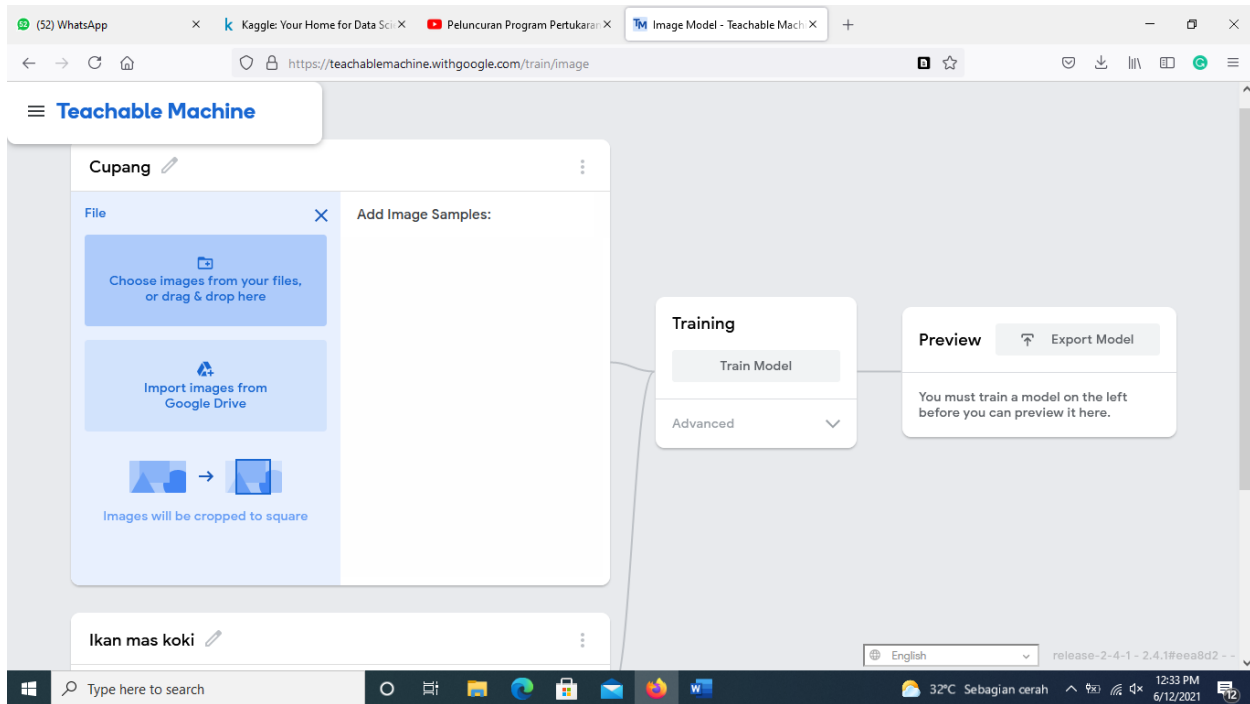 (52) WhatsApp
Kaggle: Your Home for Data Sci
Peluncuran Program Pertukaran
Image Model - Teachable Mach
https://teachablemachine.withgoogle.com/train/image
Teachable Machine
Cupang
File
Add Image Samples:
Choose images from your files,
or drag & drop here
Import images from
Google Drive
Images will be cropped to square
Training
Train Model
Advanced
Preview
Export Model
You must train a model on the left
before you can preview it here.
Ikan mas koki
English
release-2-4-1 - 2.4.1#eea8d2 - -
Type here to search
32°C Sebagian cerah
12:33 PM
6/12/2021
12